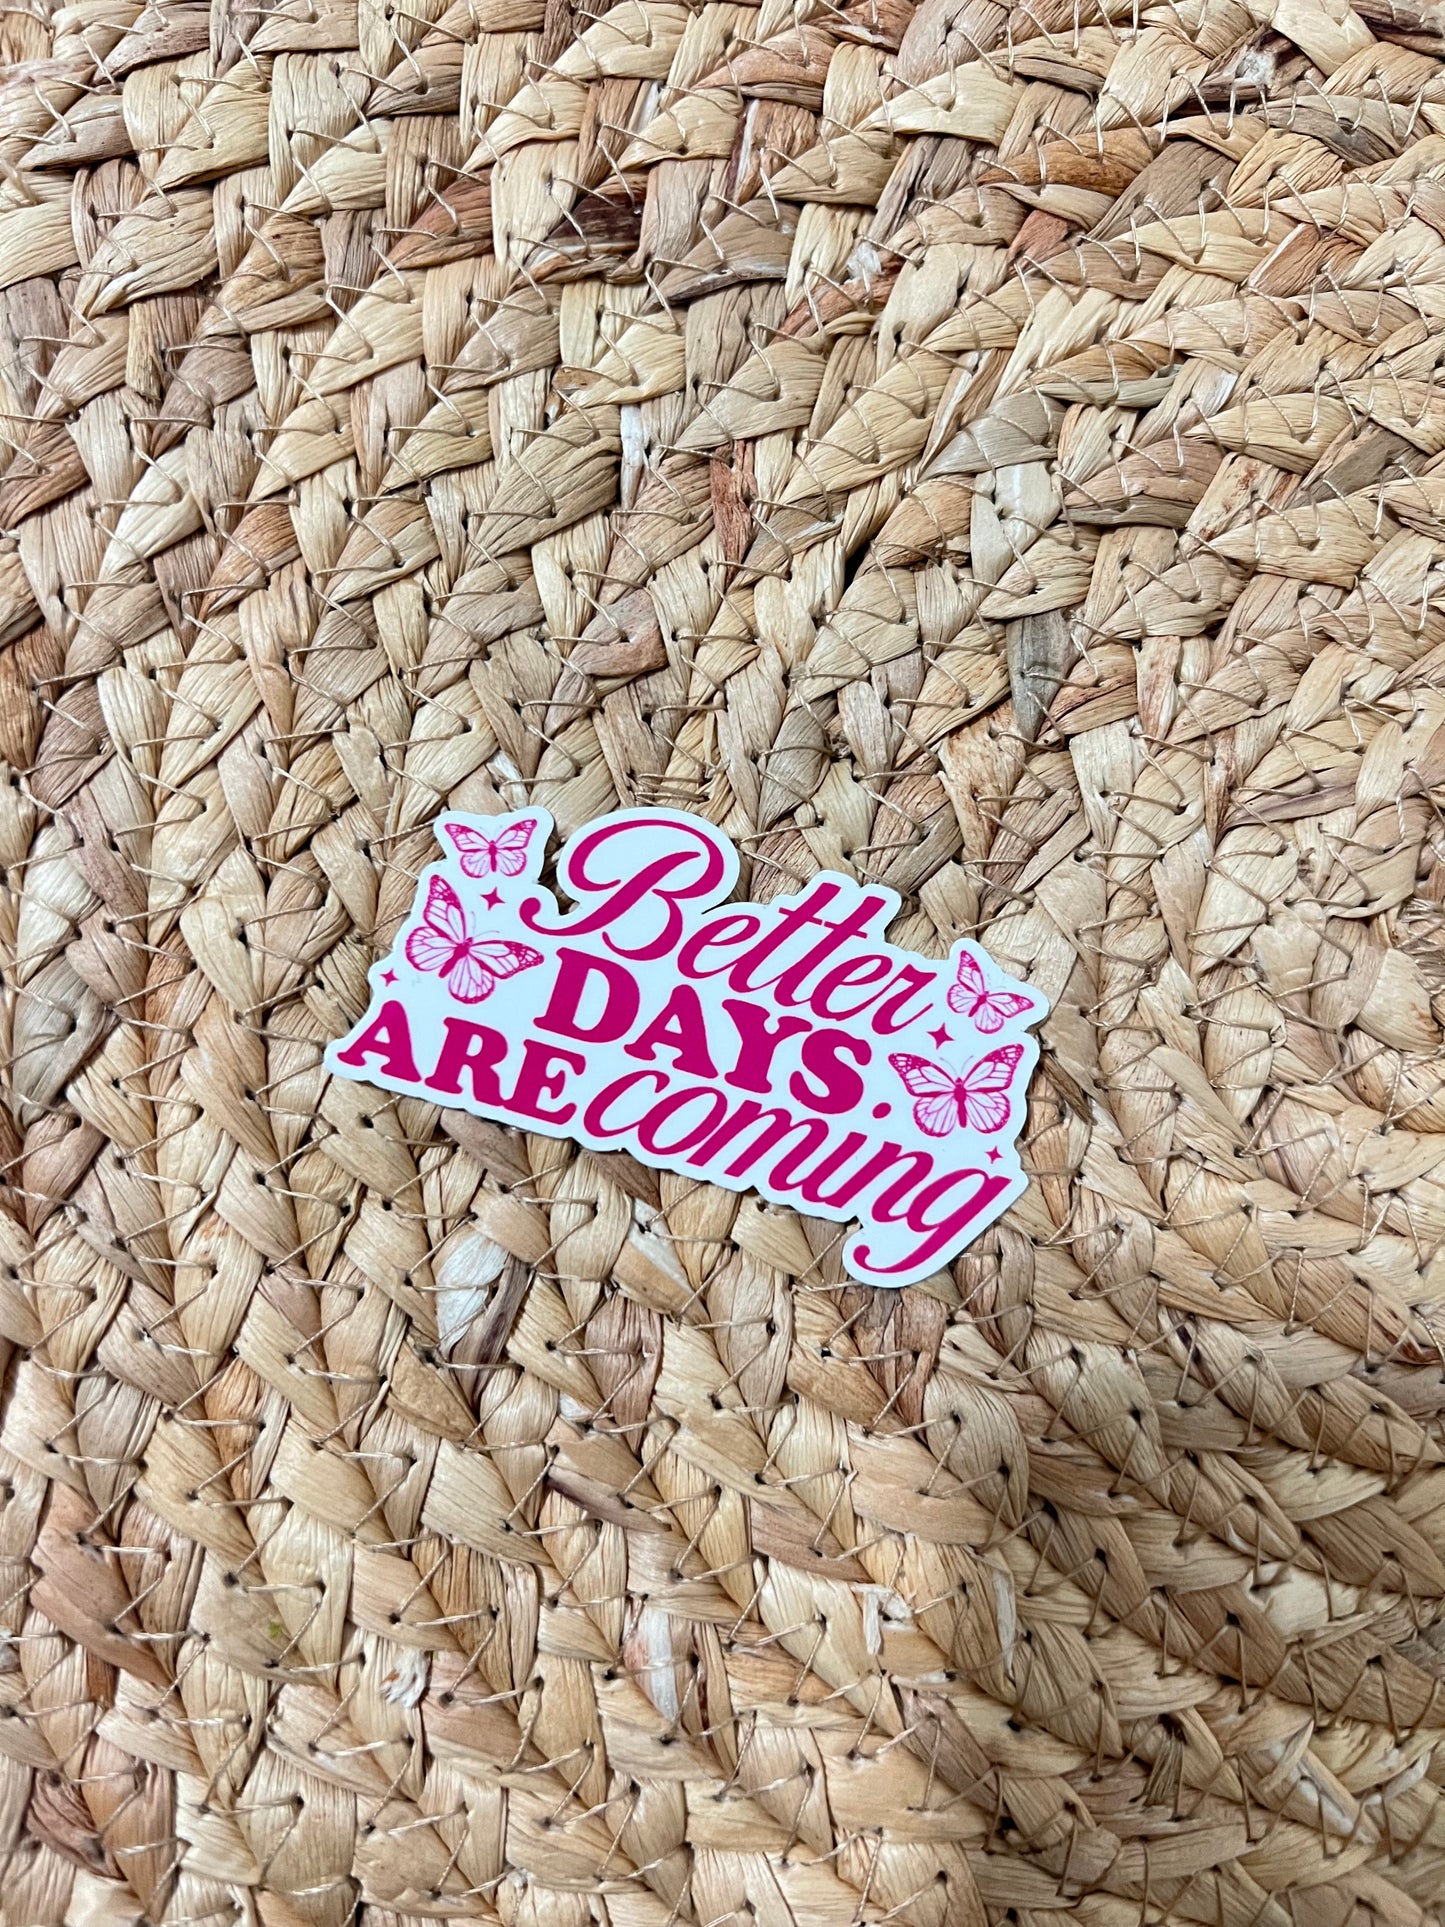 Better
DAYS.
ARE coming